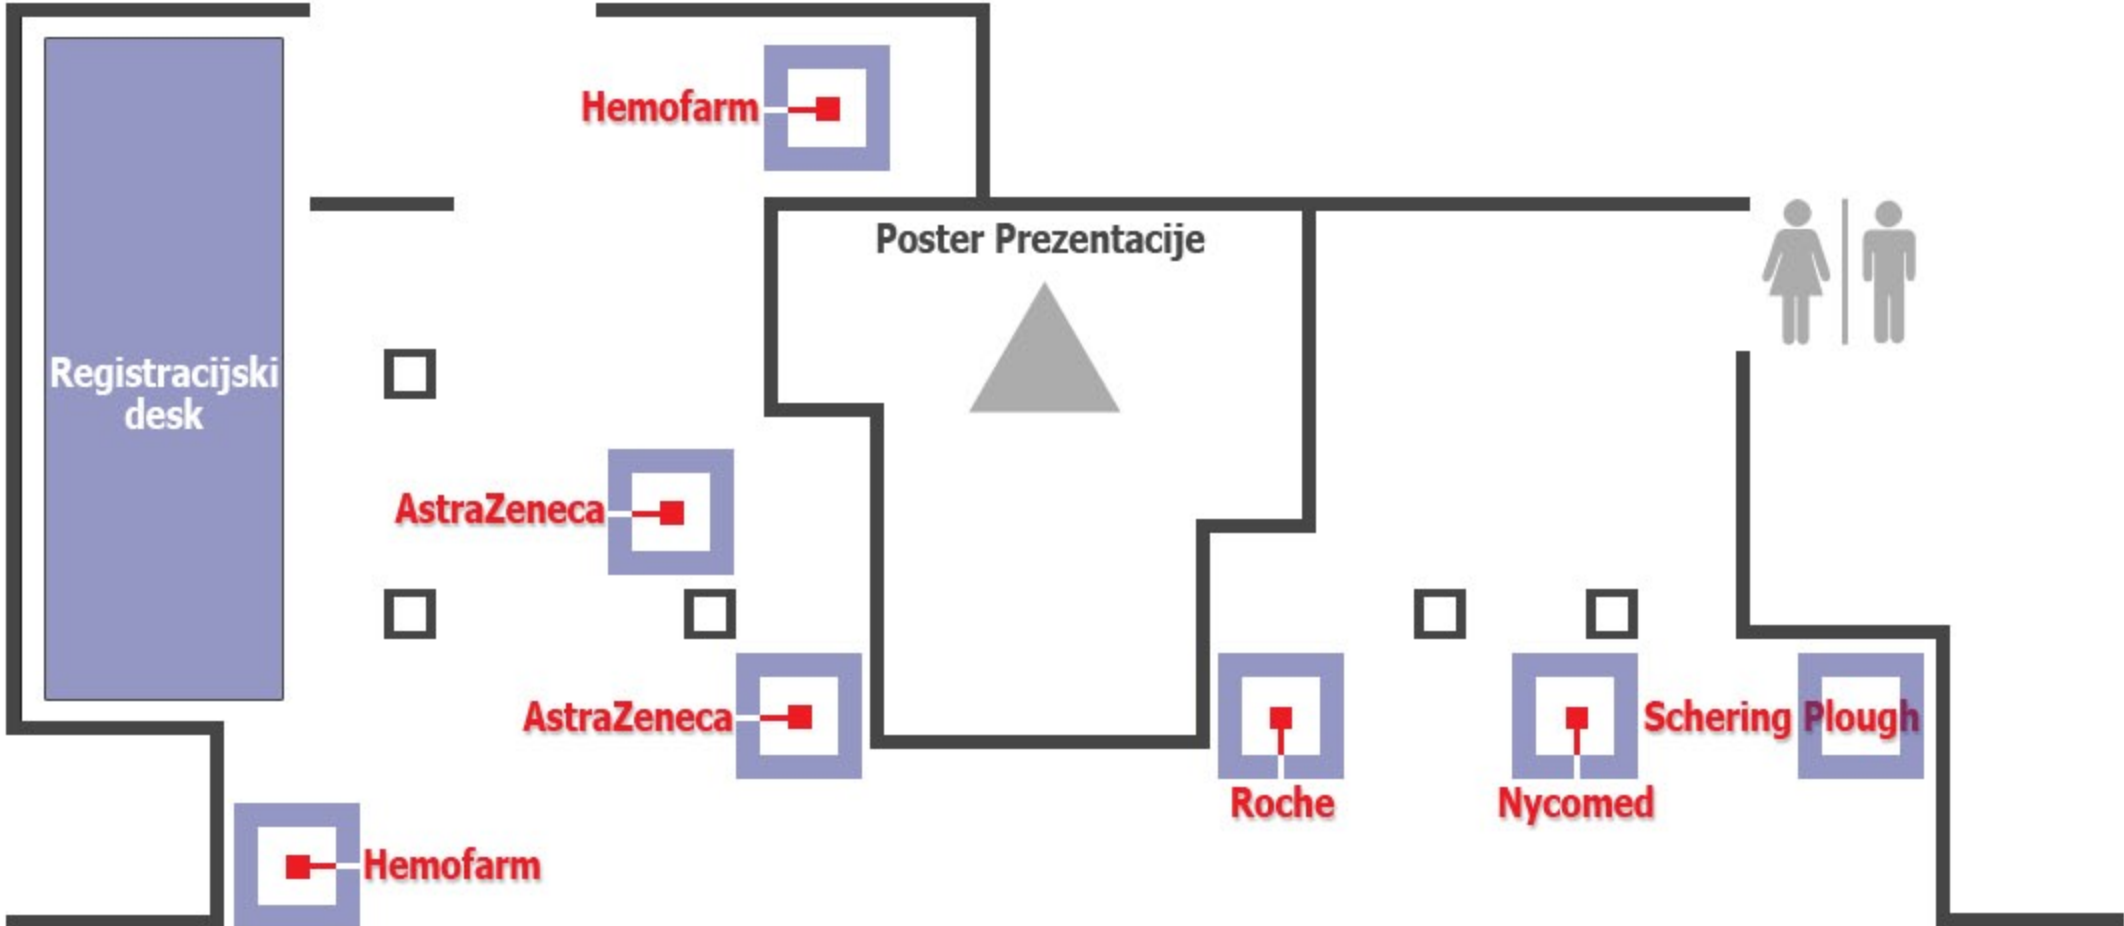 Hemofarm
Poster Prezentacije
Registracijski
desk
AstraZeneca
AstraZeneca
Schering Plough
Roche
Nycomed
Hemofarm